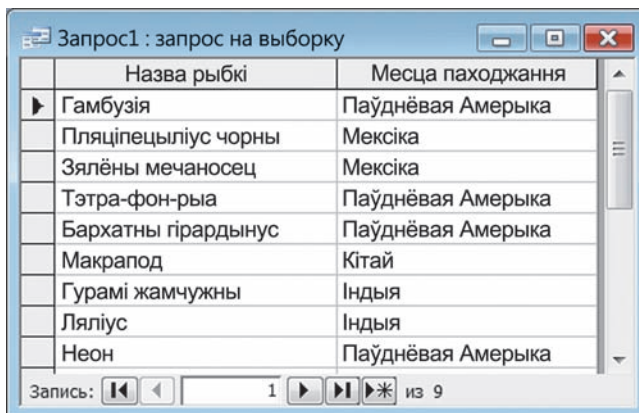 Запрос1 : запрос на выборку
Назва рыбкі Месца паходжання
Гамбузія Паўднёвая Амерыка
Пляціпецыліус чорны Мексіка
Зялёны мечаносец Мексіка
Тэтра-фон-рыа Паўднёвая Амерыка
Бархатны гірардынус Паўднёвая Амерыка
Макрапод Кітай
Гурамі жамчужны Індыя
Ляліус Індыя
Неон Паўднёвая Амерыка
Запись: 1 из 9